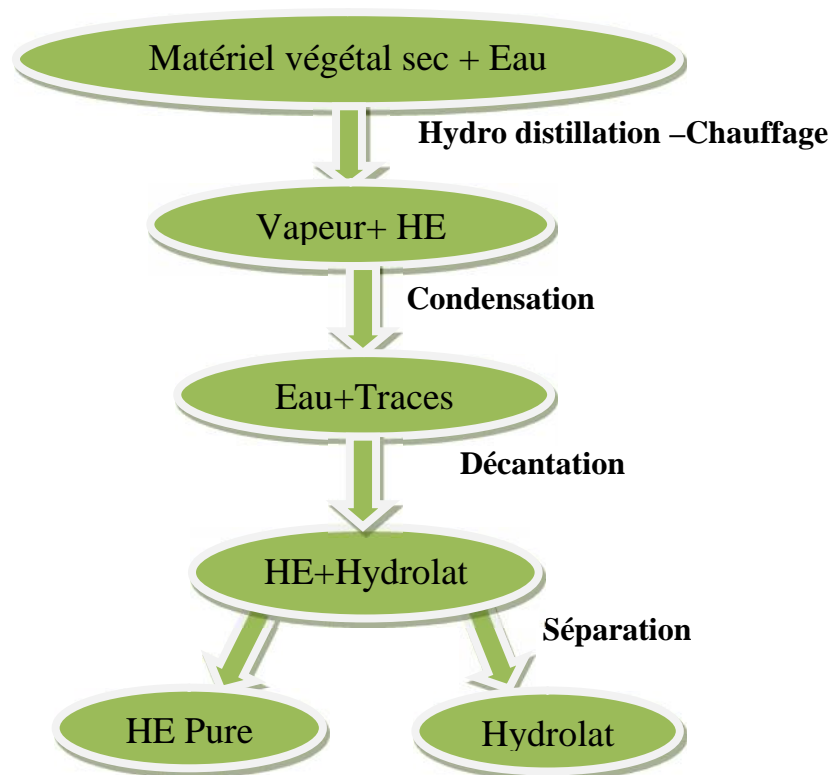 Matériel végétal sec + Eau
Hydro distillation –Chauffage
Vapeur+ HE
Condensation
Eau+Traces
Décantation
HE+Hydrolat
Séparation
HE Pure
Hydrolat